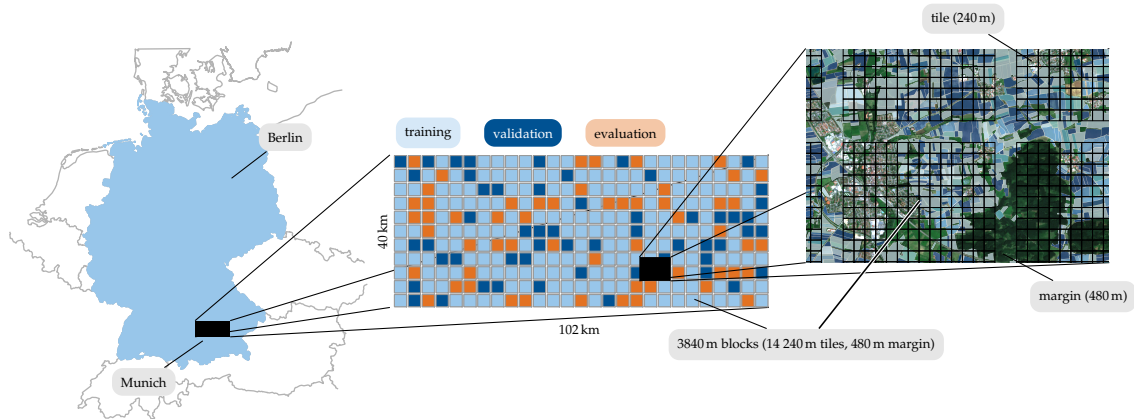 tile (240 m)
Berlin
training
validation
evaluation
40 km
102 km
margin (480 m)
3840 m blocks (14 240 m tiles, 480 m margin)
Munich